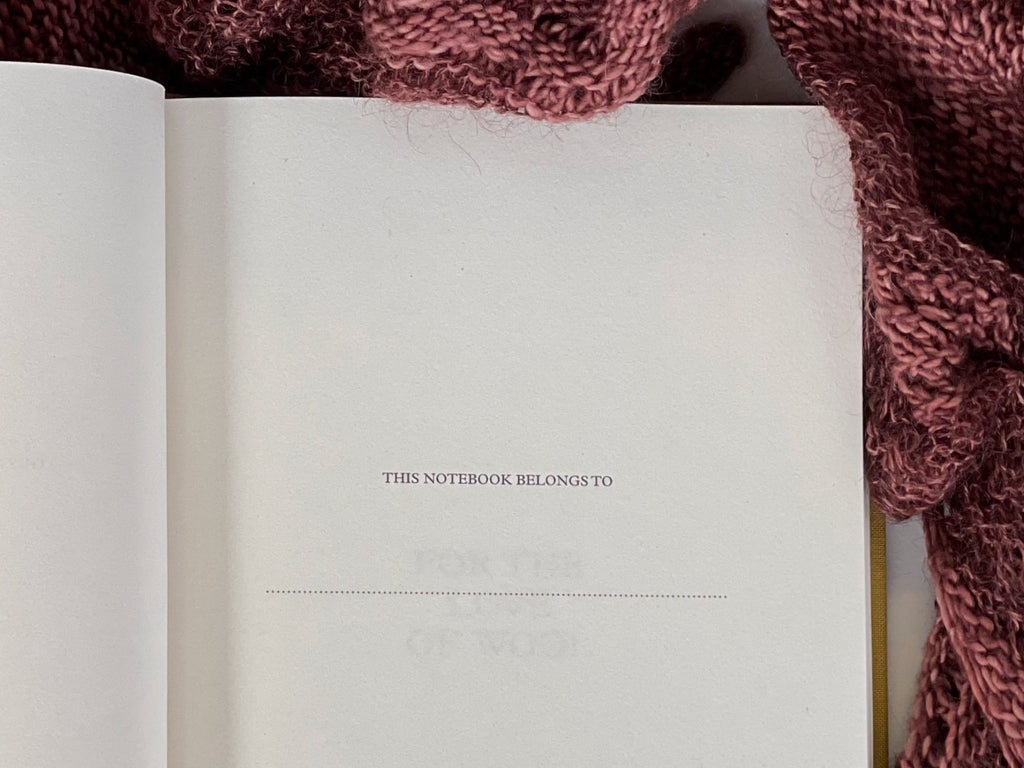 THIS NOTEBOOK BELONGS TO
FOR THE
LOVE
OF WOOL